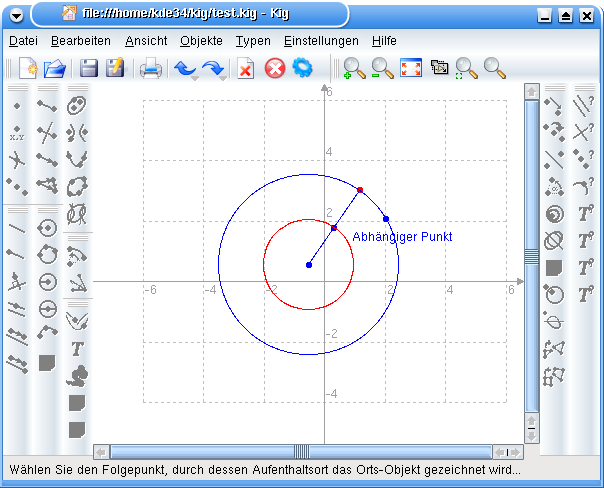 file:///home/kde34/kig/test.kig - Kig
Datei Bearbeiten Ansicht Objekte Typen Einstellungen Hilfe
x,y
T
T?
T?
T?
T?
6
4
2
Abhängiger Punkt
-6 -4 -2 2 4 6
-2
-4
Wählen Sie den Folgepunkt, durch dessen Aufenthaltsort das Orts-Objekt gezeichnet wird...